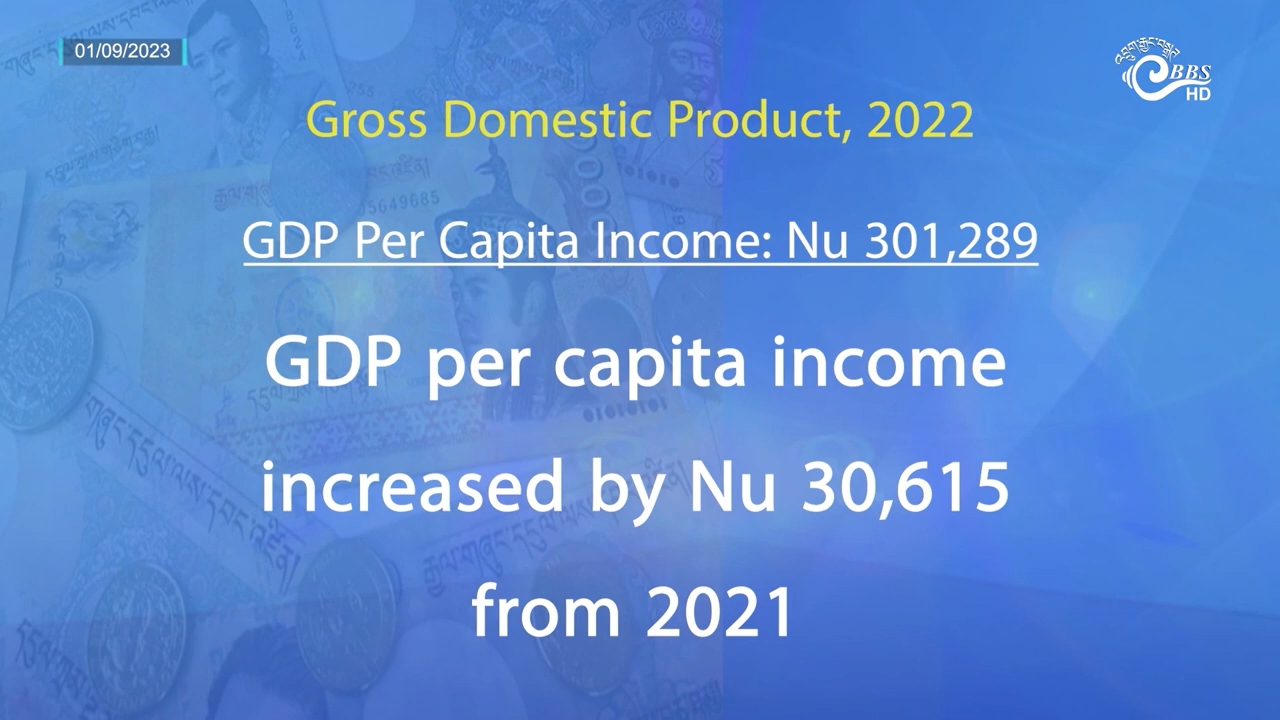 01/09/2023
BBS
HD
Gross Domestic Product, 2022
GDP Per Capita Income: Nu 301,289
5649685
GDP per capita income
increased by Nu 30,615
from 2021